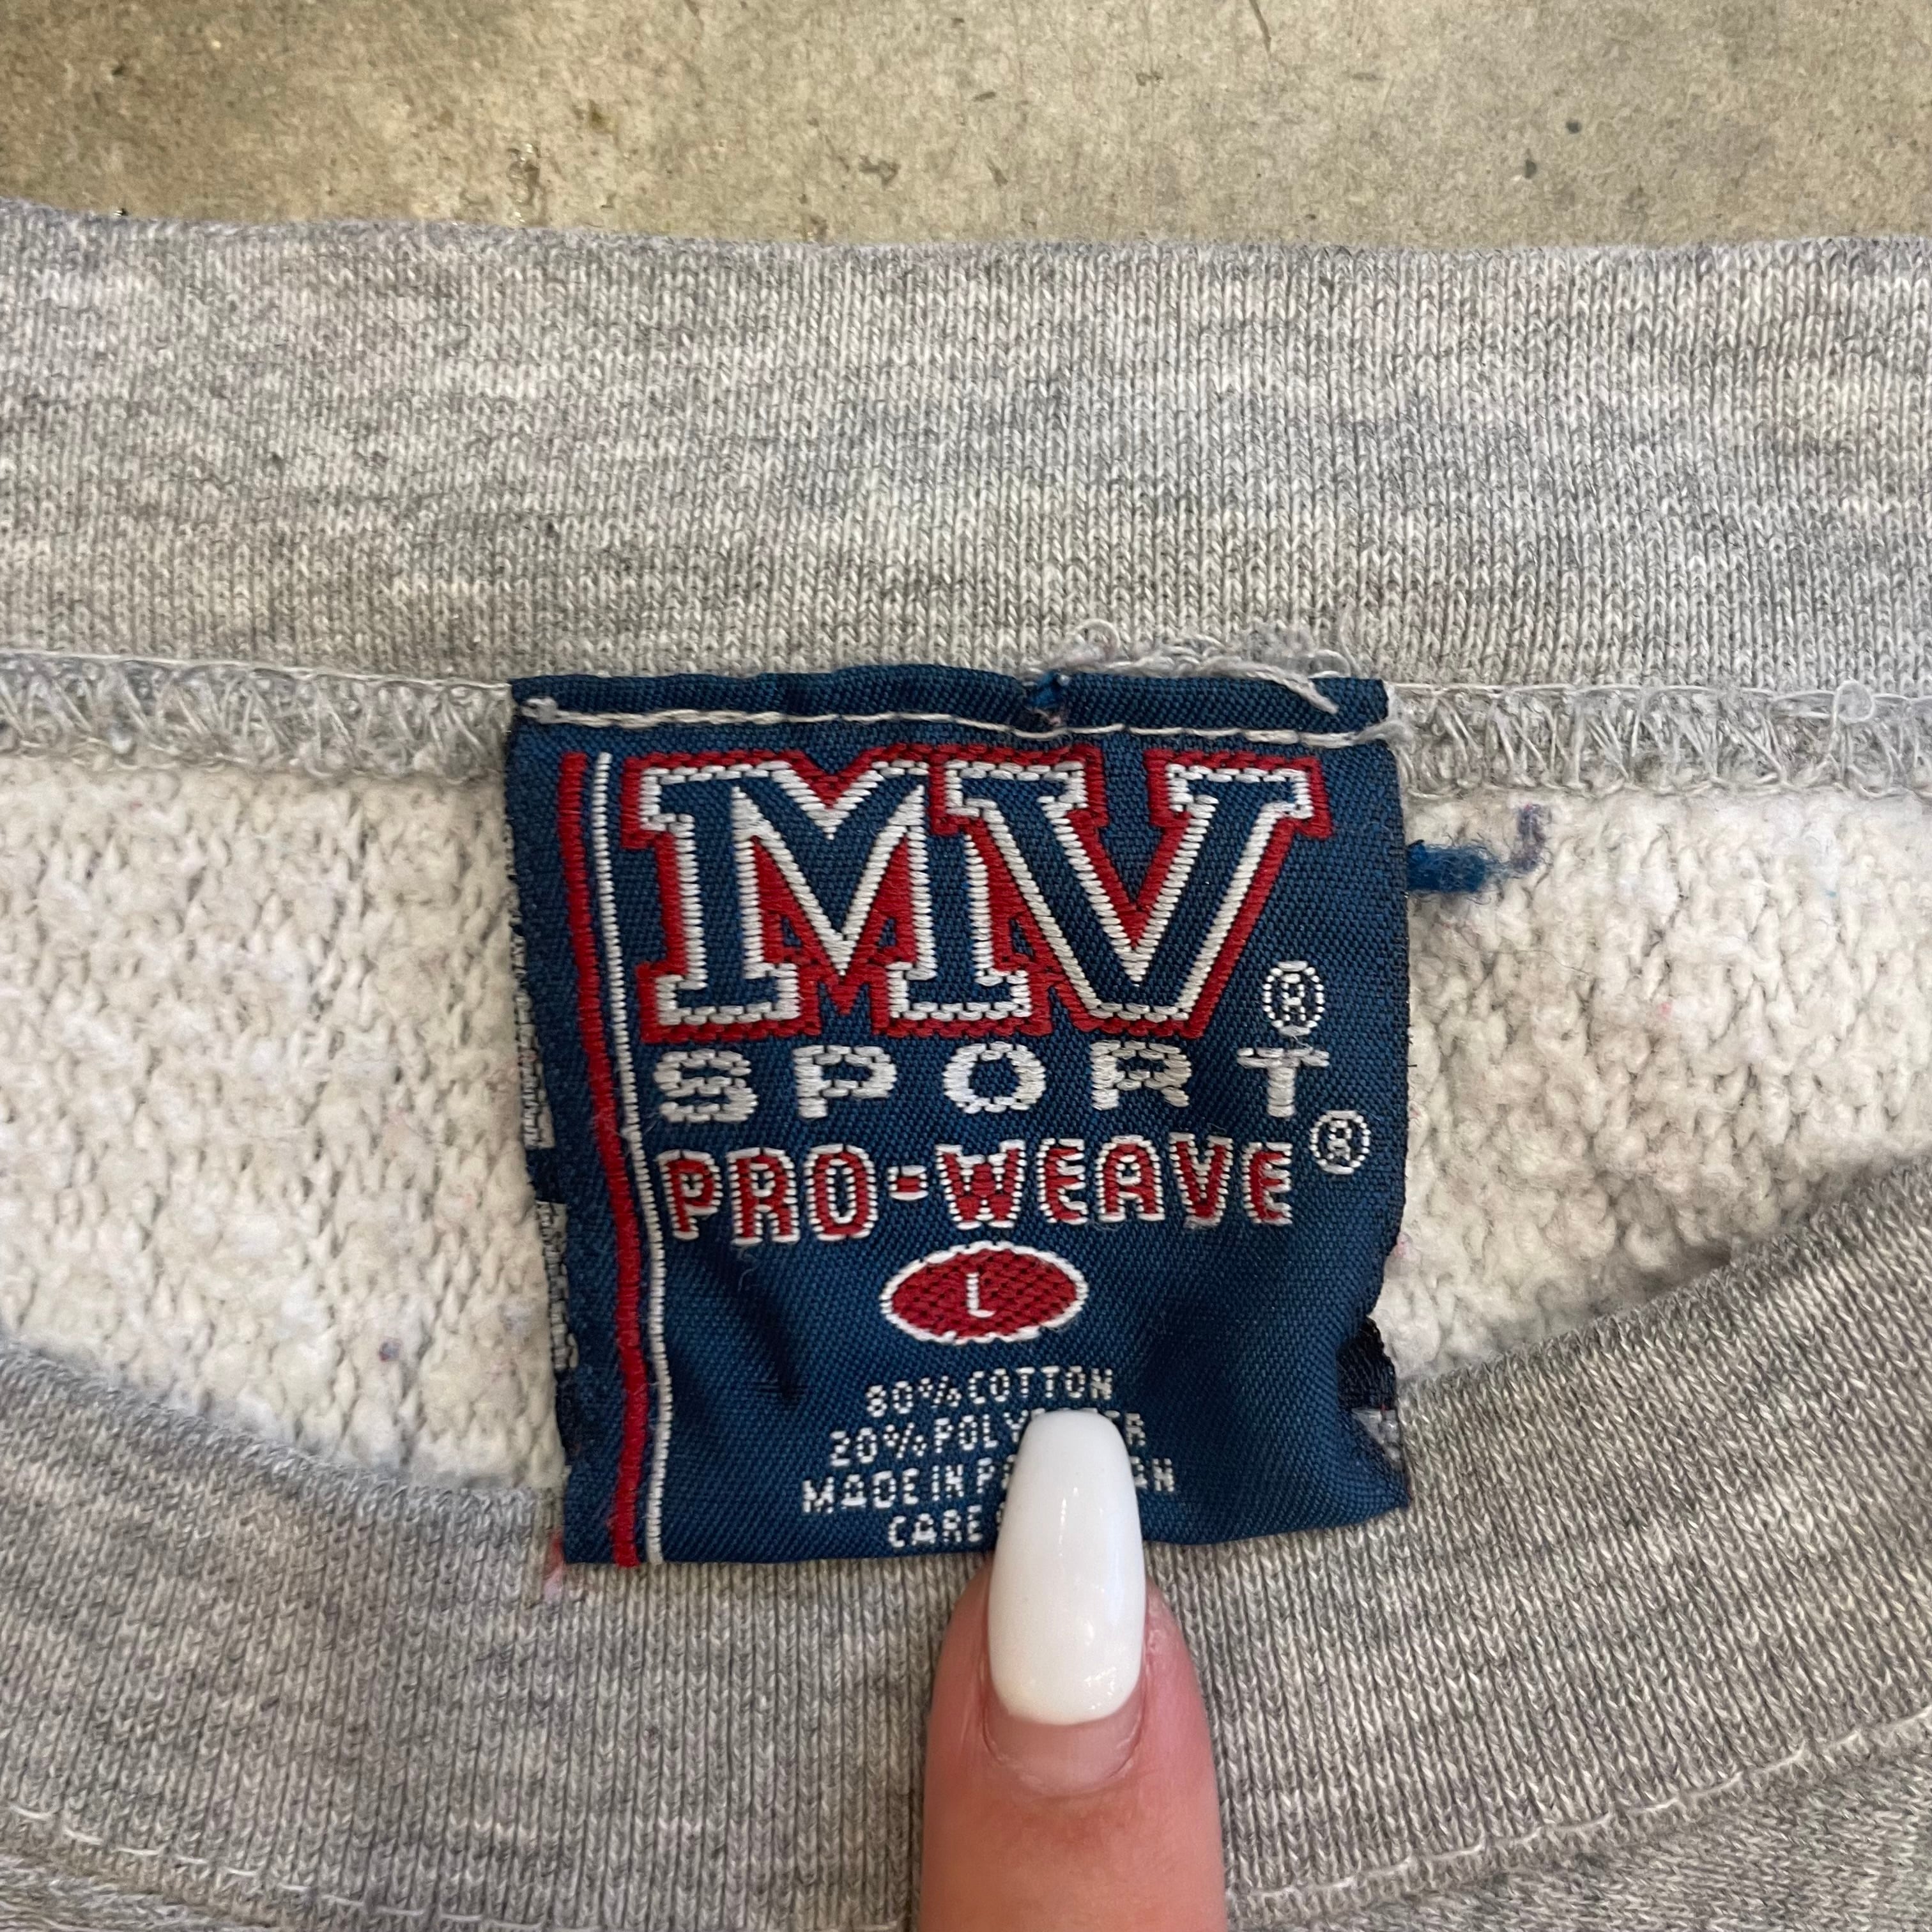 MV®
SPORT
PRO-WEAVE®
L
80% COTTON
20% POLY
MADE IN
CARE